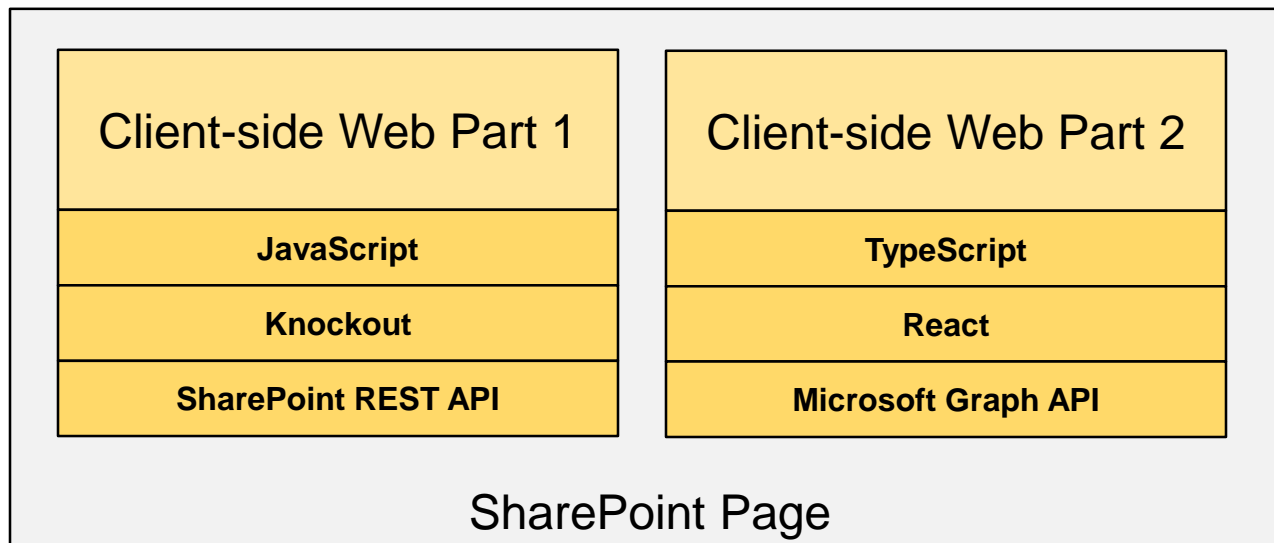 Client-side Web Part 1
JavaScript
Knockout
SharePoint REST API
Client-side Web Part 2
TypeScript
React
Microsoft Graph API
SharePoint Page